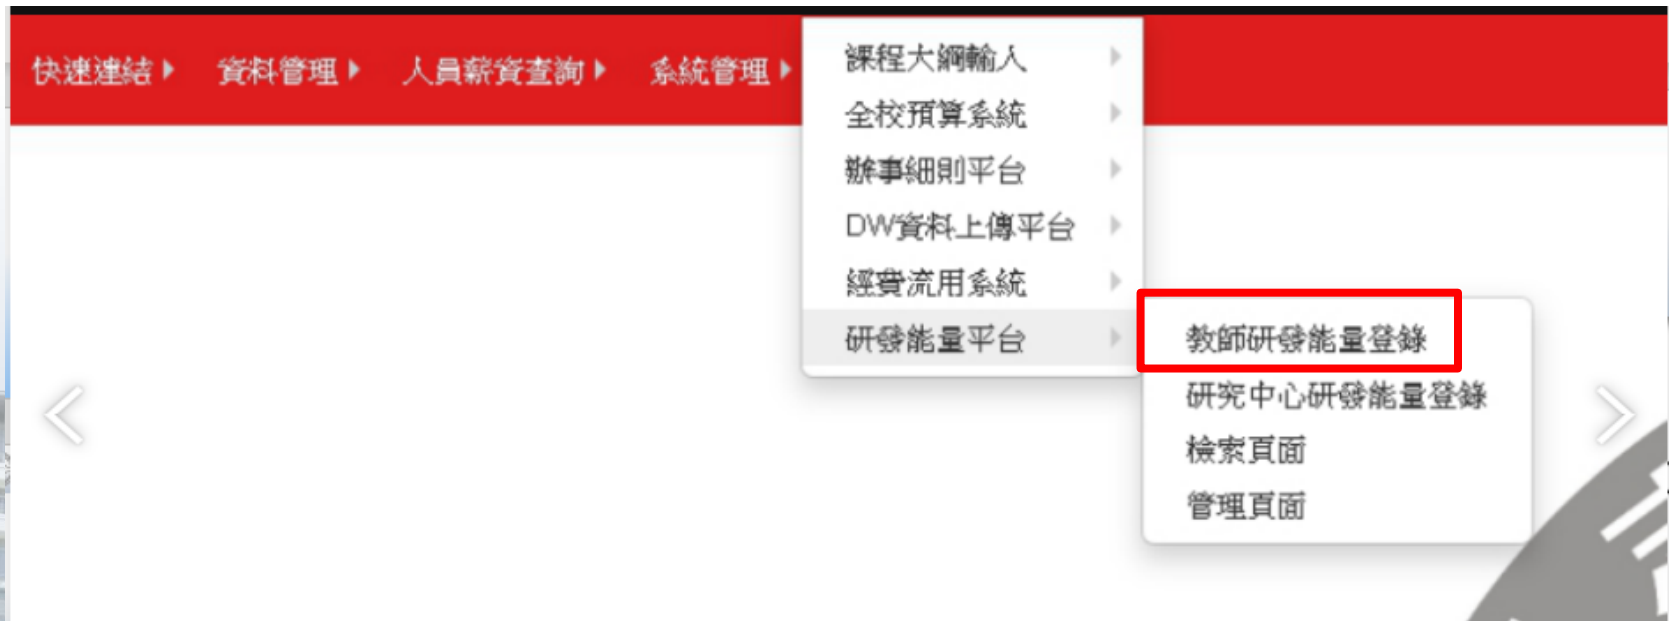 快速連結 資料管理 人員薪資查詢 系統管理
課程大綱輸入
全校預算系統
辦事細則平台
DW資料上傳平台
經費流用系統
研發能量平台
教師研發能量登錄
研究中心研發能量登錄
檢索頁面
管理頁面